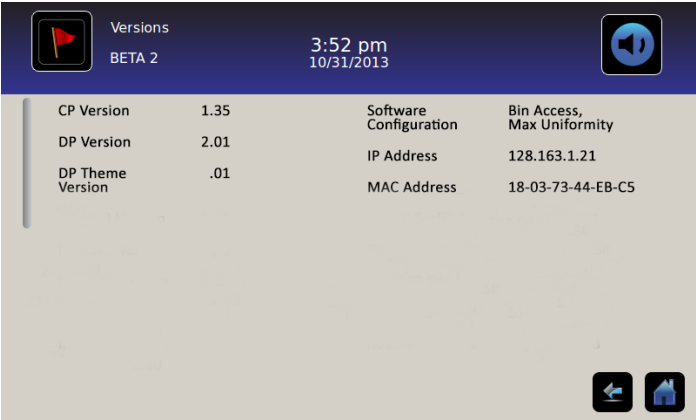 Versions
BETA 2
3:52 pm
10/31/2013
CP Version 1.35
DP Version 2.01
DP Theme
Version .01
Software
Configuration
Bin Access,
Max Uniformity
IP Address 128.163.1.21
MAC Address 18-03-73-44-EB-C5